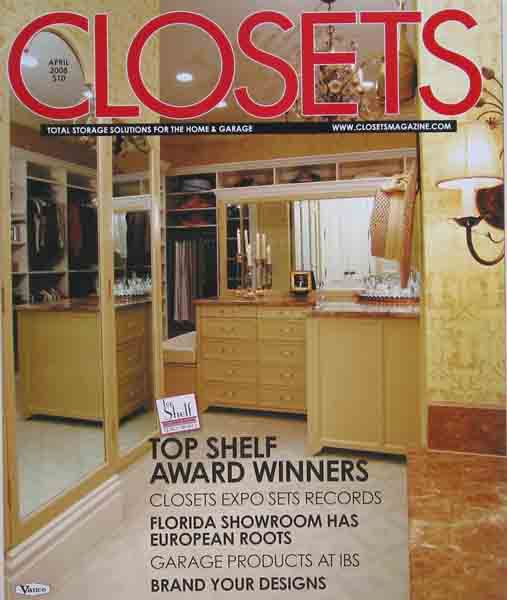 CLOSETS
APRIL
2008
$10
TOTAL STORAGE SOLUTIONS FOR THE HOME & GARAGE
WWW.CLOSETSMAGAZINE.COM
Top
Shelf
TOP SHELF
AWARD WINNERS
CLOSETS EXPO SETS RECORDS
FLORIDA SHOWROOM HAS
EUROPEAN ROOTS
GARAGE PRODUCTS AT IBS
BRAND YOUR DESIGNS
Vance